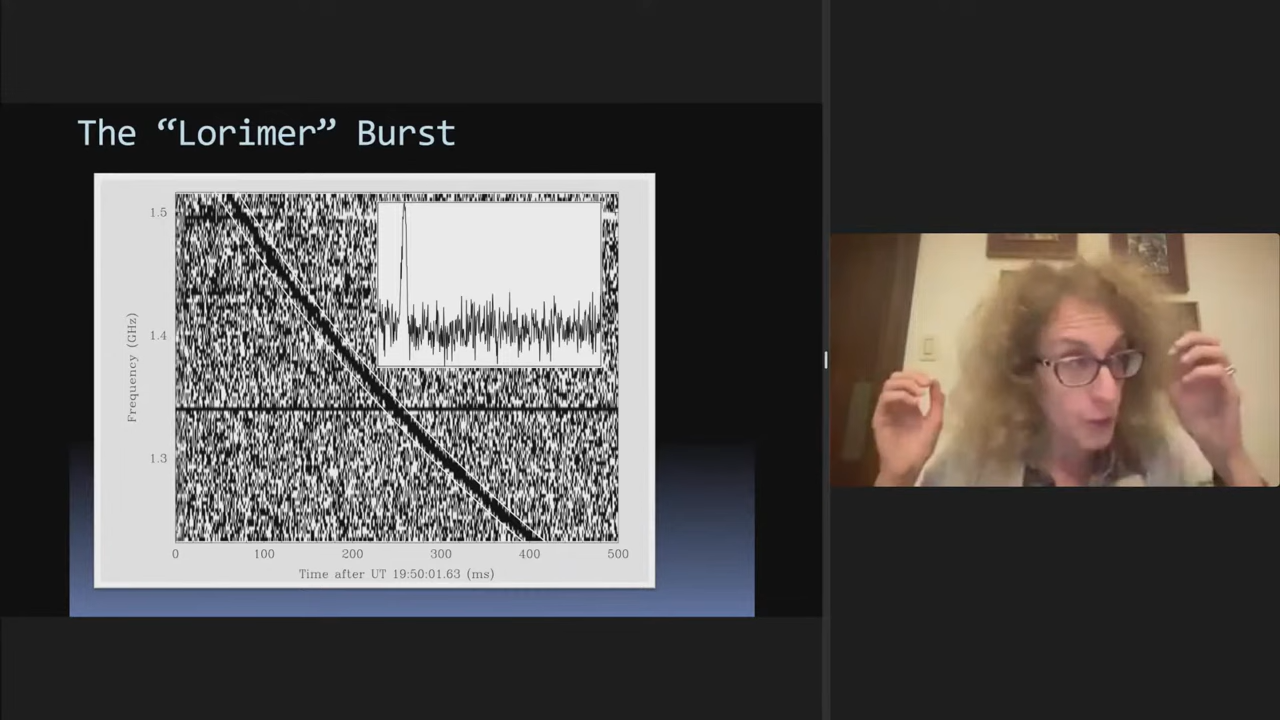 The “Lorimer” Burst
1.5
1.4
1.3
Frequency (GHz)
0 100 200 300 400 500
Time after UT 19:50:01.63 (ms)